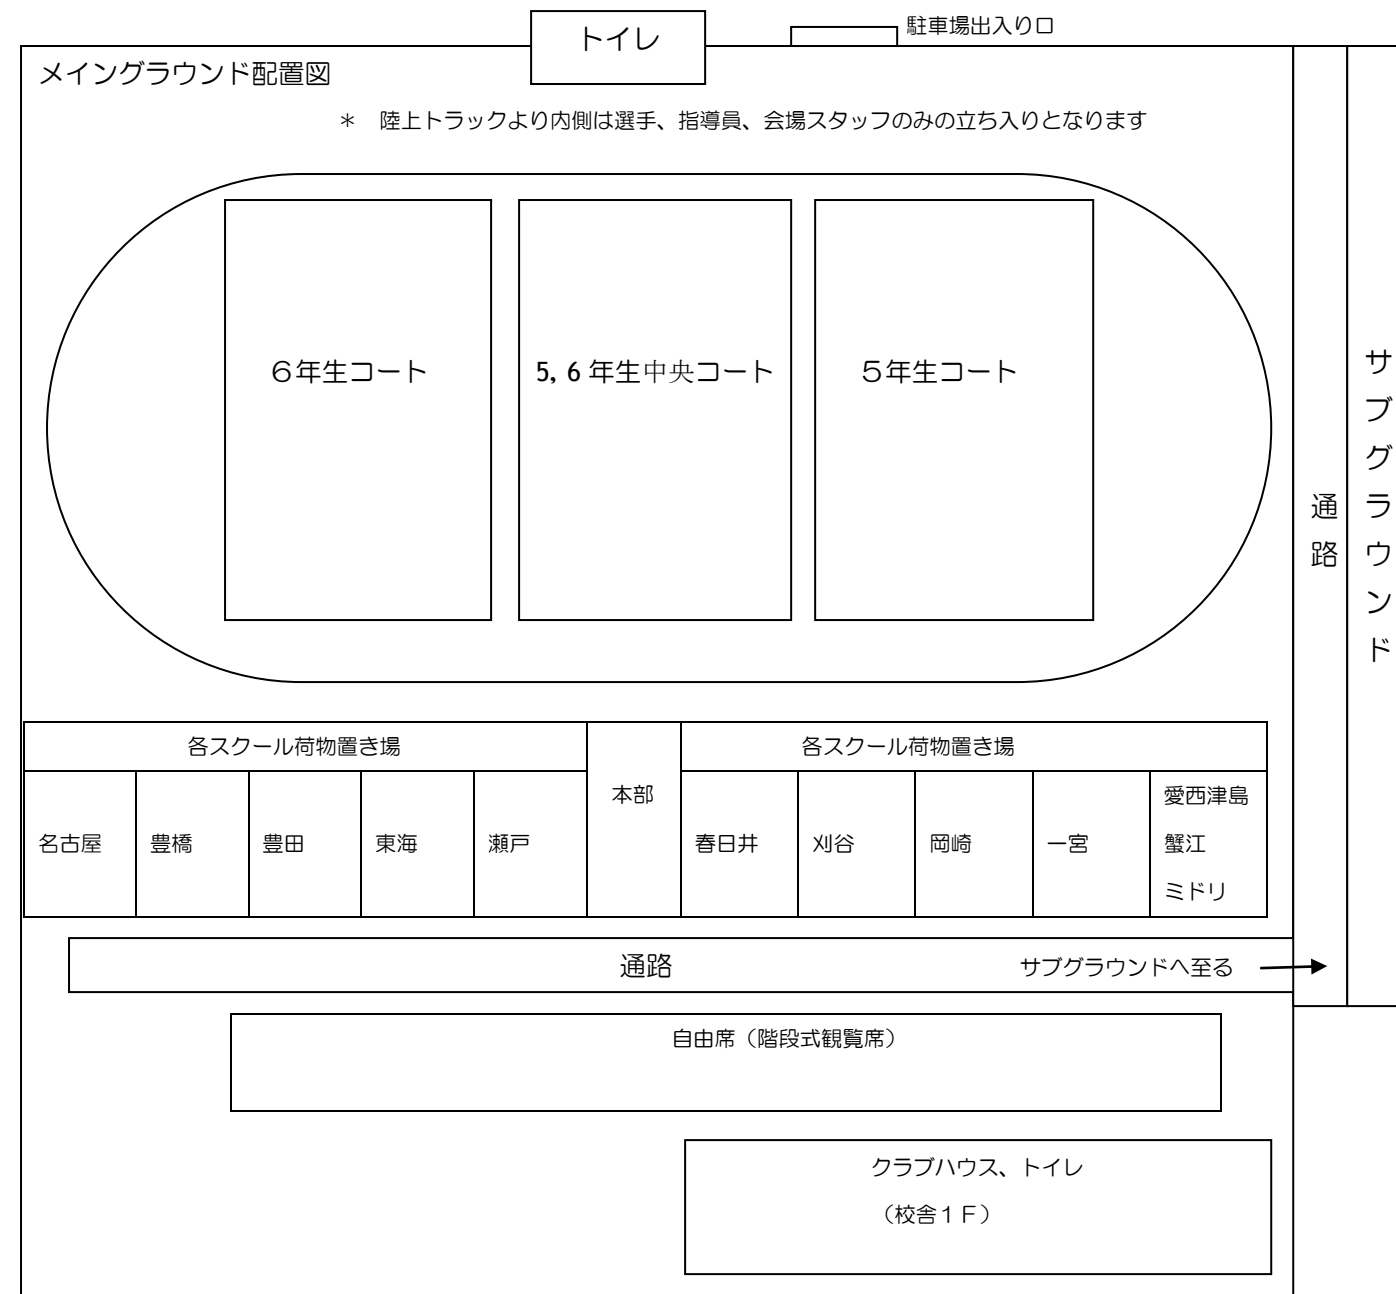 トイレ
駐車場出入り口
メイングラウンド配置図
＊　陸上トラックより内側は選手、指導員、会場スタッフのみの立ち入りとなります
６年生コート
5, 6 年生中央コート
５年生コート
通路
サブグラウンド
各スクール荷物置き場
本部
各スクール荷物置き場
名古屋
豊橋
豊田
東海
瀬戸
春日井
刈谷
岡崎
一宮
愛西津島
蟹江
ミドリ
通路
サブグラウンドへ至る
自由席（階段式観覧席）
クラブハウス、トイレ
（校舎１Ｆ）